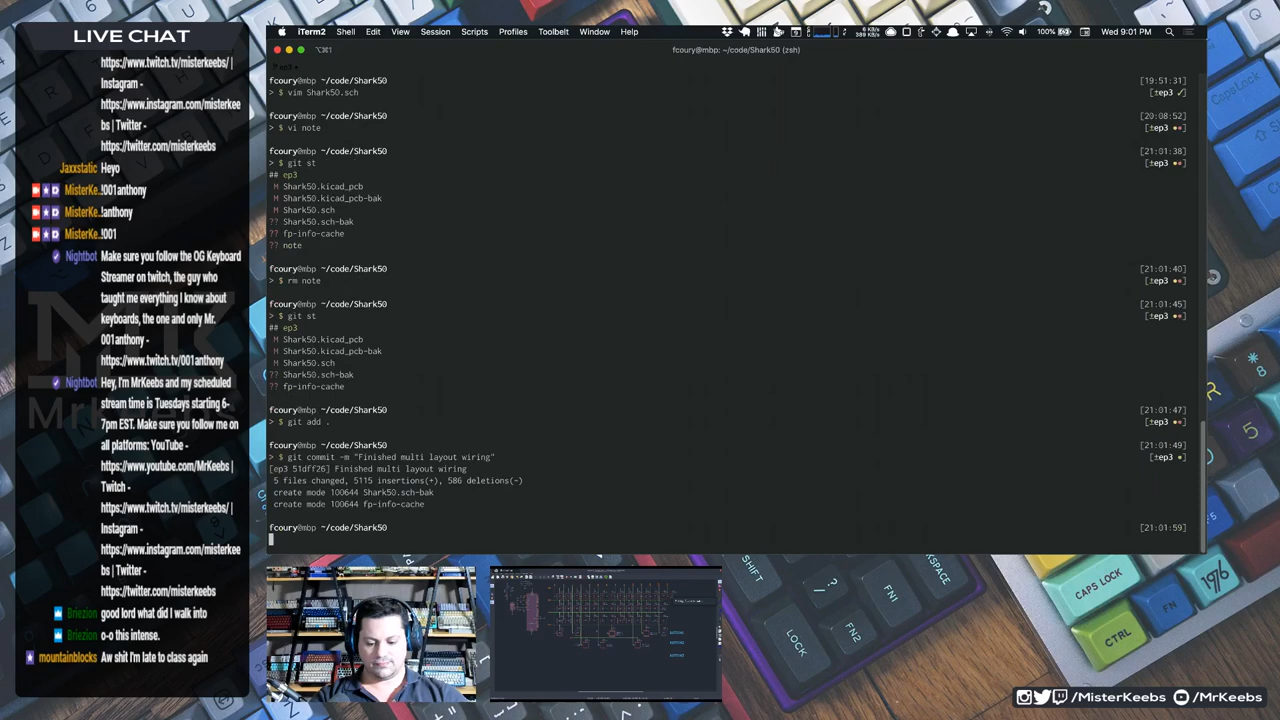 LIVE CHAT
https://www.twitch.tv/misterkeebs/ |
Instagram -
https://www.instagram.com/misterkee
bs | Twitter -
https://twitter.com/misterkeebs
Jaxxstatic Heyo
MisterKe.. !001anthony
MisterKe.. !anthony
MisterKe.. !001
Nightbot Make sure you follow the OG Keyboard
Streamer on twitch, the guy who
taught me everything I know about
keyboards, the one and only Mr.
001anthony -
https://www.twitch.tv/001anthony
Nightbot Hey, I'm MrKeebs and my scheduled
stream time is Tuesdays starting 6-
7pm EST. Make sure you follow me on
all platforms: YouTube -
https://www.youtube.com/MrKeebs |
Twitch -
https://www.twitch.tv/misterkeebs/ |
Instagram -
https://www.instagram.com/misterkee
bs | Twitter -
https://twitter.com/misterkeebs
Briezion good lord what did I walk into
Briezion o-o this intense.
mountainblocks Aw shit I'm late to class again
iTerm2 Shell Edit View Session Scripts Profiles Toolbelt Window Help
6 KB/s
389 KB/s
100%
Wed 9:01 PM
⌥⌘1
fcoury@mbp: ~/code/Shark50 (zsh)
fcoury@mbp ~/code/Shark50 [19:51:31]
> $ vim Shark50.sch [±ep3 ✓]
fcoury@mbp ~/code/Shark50 [20:08:52]
> $ vi note [±ep3 ●●]
fcoury@mbp ~/code/Shark50 [21:01:38]
> $ git st [±ep3 ●●]
## ep3
M Shark50.kicad_pcb
M Shark50.kicad_pcb-bak
M Shark50.sch
?? Shark50.sch-bak
?? fp-info-cache
?? note
fcoury@mbp ~/code/Shark50 [21:01:40]
> $ rm note [±ep3 ●●]
fcoury@mbp ~/code/Shark50 [21:01:45]
> $ git st [±ep3 ●●]
## ep3
M Shark50.kicad_pcb
M Shark50.kicad_pcb-bak
M Shark50.sch
?? Shark50.sch-bak
?? fp-info-cache
fcoury@mbp ~/code/Shark50 [21:01:47]
> $ git add . [±ep3 ●●]
fcoury@mbp ~/code/Shark50 [21:01:49]
> $ git commit -m "Finished multi layout wiring" [±ep3 ●]
[ep3 51dff26] Finished multi layout wiring
5 files changed, 5115 insertions(+), 586 deletions(-)
create mode 100644 Shark50.sch-bak
create mode 100644 fp-info-cache
fcoury@mbp ~/code/Shark50 [21:01:59]
SHIFT
LOCK
?
/
FN1
FN2
CAPS LOCK
CTRL
FN
196
5
*
8
/MisterKeebs
/MrKeebs